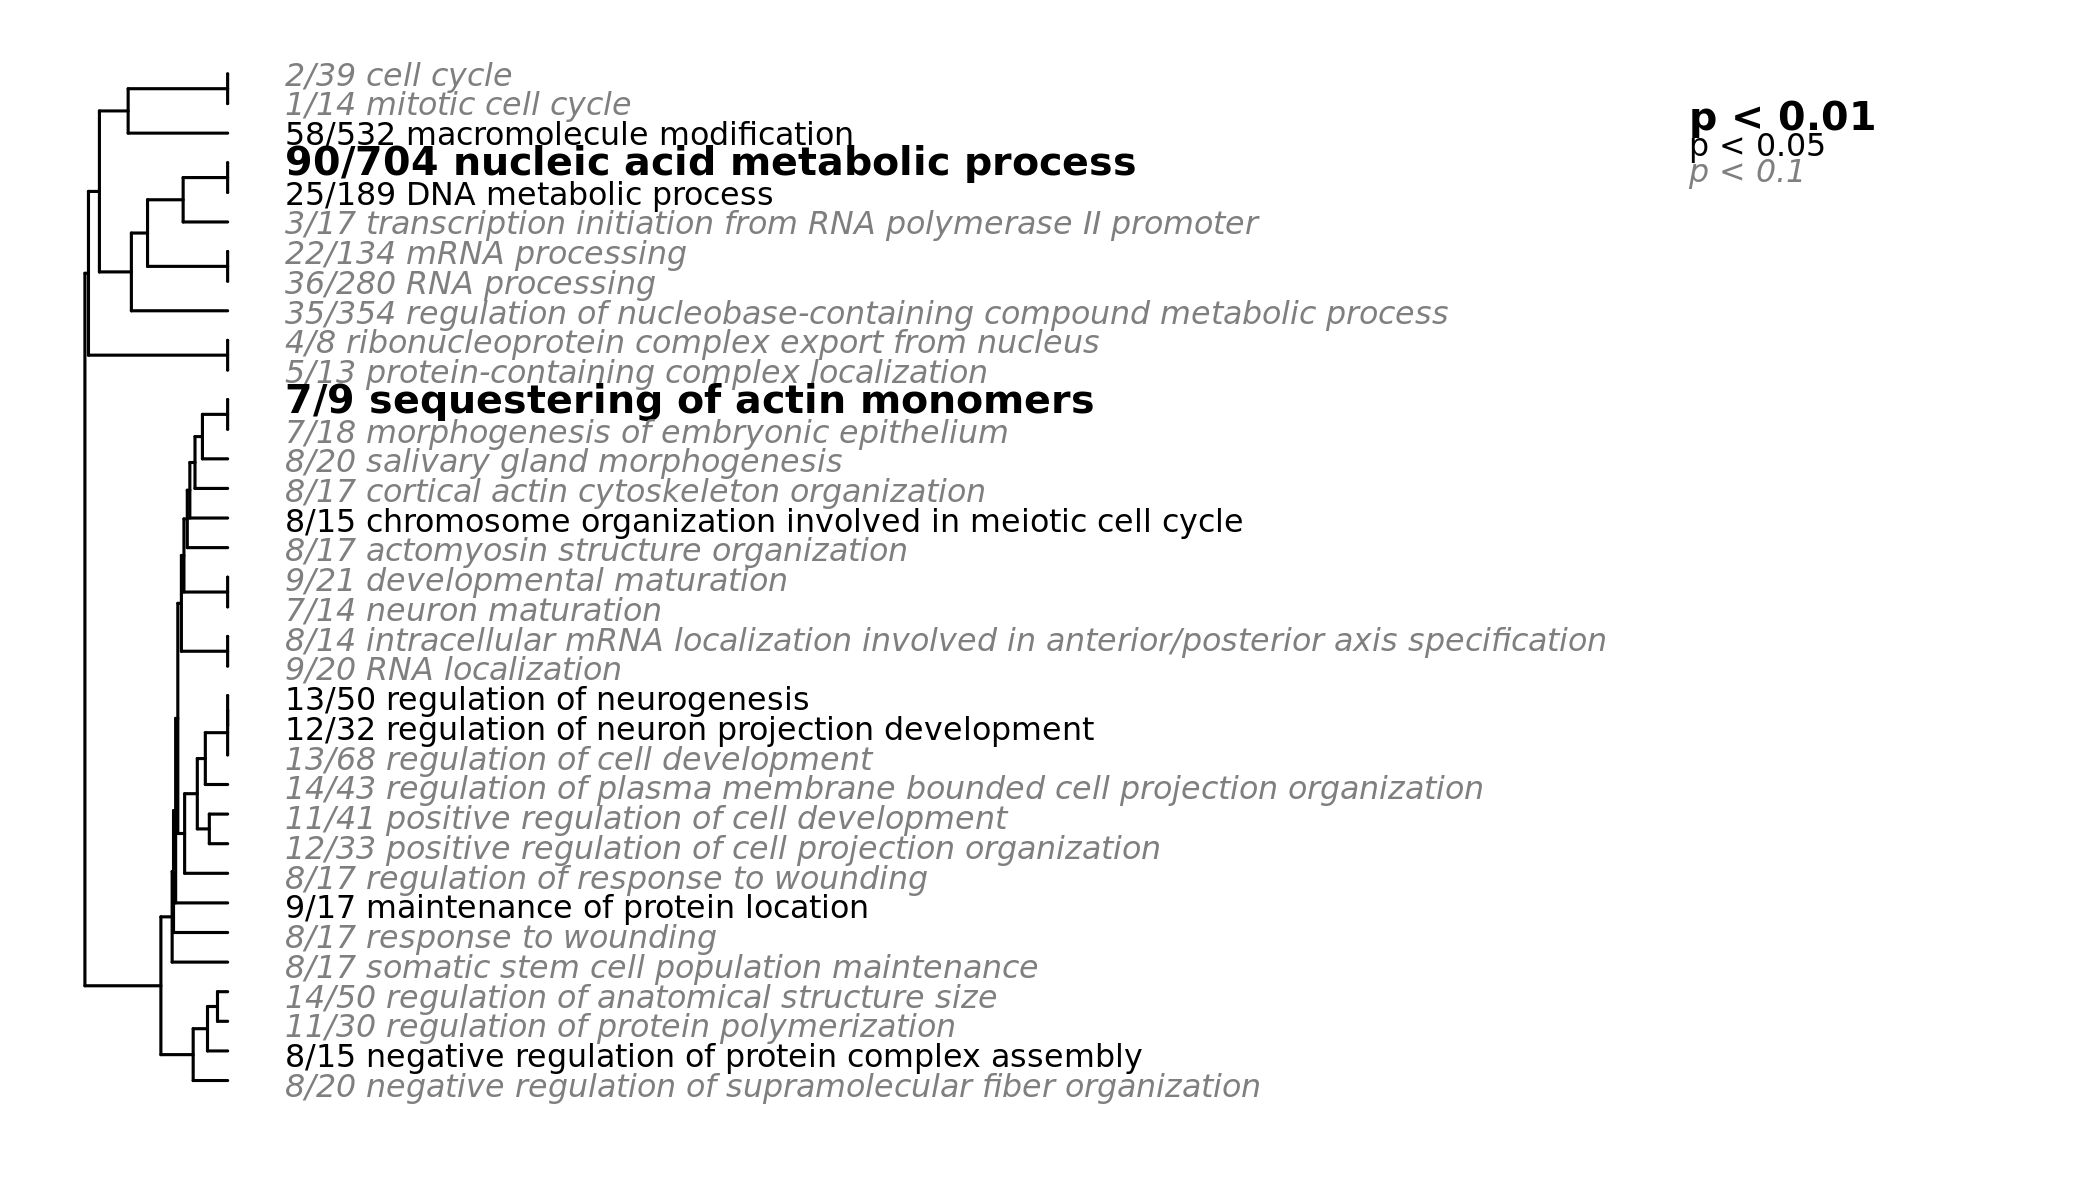 2/39 cell cycle
1/14 mitotic cell cycle
58/532 macromolecule modification
90/704 nucleic acid metabolic process
25/189 DNA metabolic process
3/17 transcription initiation from RNA polymerase II promoter
22/134 mRNA processing
36/280 RNA processing
35/354 regulation of nucleobase-containing compound metabolic process
4/8 ribonucleoprotein complex export from nucleus
5/13 protein-containing complex localization
7/9 sequestering of actin monomers
7/18 morphogenesis of embryonic epithelium
8/20 salivary gland morphogenesis
8/17 cortical actin cytoskeleton organization
8/15 chromosome organization involved in meiotic cell cycle
8/17 actomyosin structure organization
9/21 developmental maturation
7/14 neuron maturation
8/14 intracellular mRNA localization involved in anterior/posterior axis specification
9/20 RNA localization
13/50 regulation of neurogenesis
12/32 regulation of neuron projection development
13/68 regulation of cell development
14/43 regulation of plasma membrane bounded cell projection organization
11/41 positive regulation of cell development
12/33 positive regulation of cell projection organization
8/17 regulation of response to wounding
9/17 maintenance of protein location
8/17 response to wounding
8/17 somatic stem cell population maintenance
14/50 regulation of anatomical structure size
11/30 regulation of protein polymerization
8/15 negative regulation of protein complex assembly
8/20 negative regulation of supramolecular fiber organization
p < 0.01
p < 0.05
p < 0.1